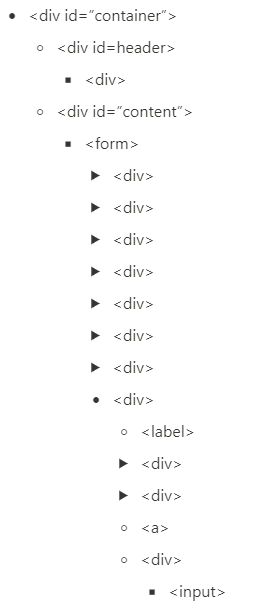 <div id="container">
<div id=header>
<div>
<div id="content">
<form>
<div>
<div>
<div>
<div>
<div>
<div>
<div>
<div>
<label>
<div>
<div>
<a>
<div>
<input>